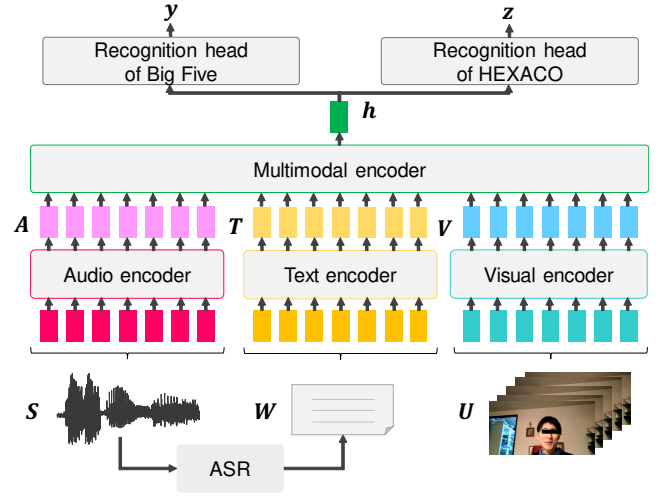 y
z
Recognition head
of Big Five
Recognition head
of HEXACO
h
Multimodal encoder
A
T
V
Audio encoder
Text encoder
Visual encoder
S
W
U
ASR